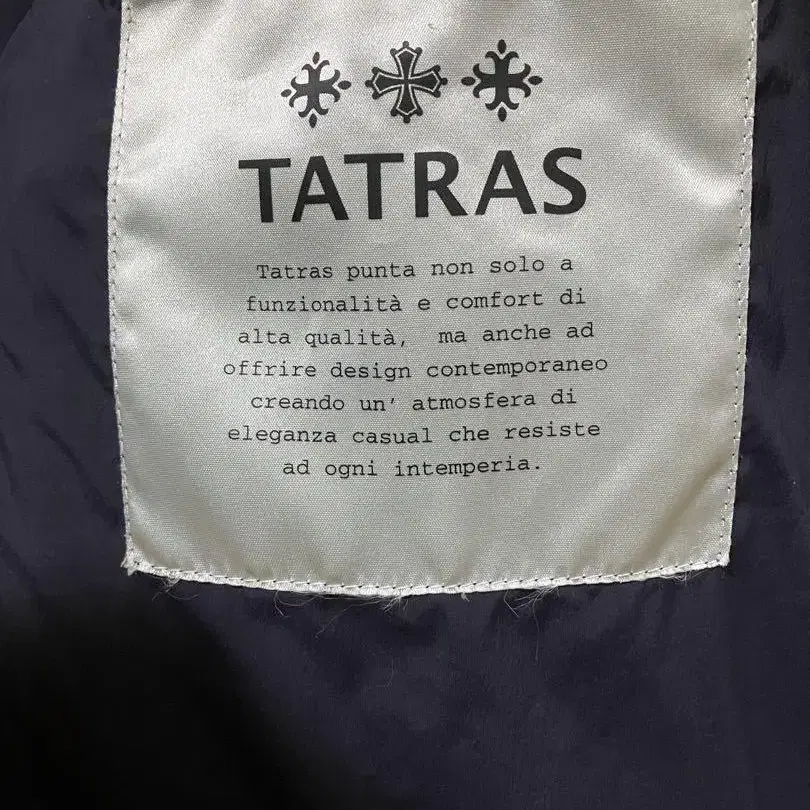 TATRAS
Tatras punta non solo a
funzionalità e comfort di
alta qualità, ma anche ad
offrire design contemporaneo
creando un' atmosfera di
eleganza casual che resiste
ad ogni intemperia.